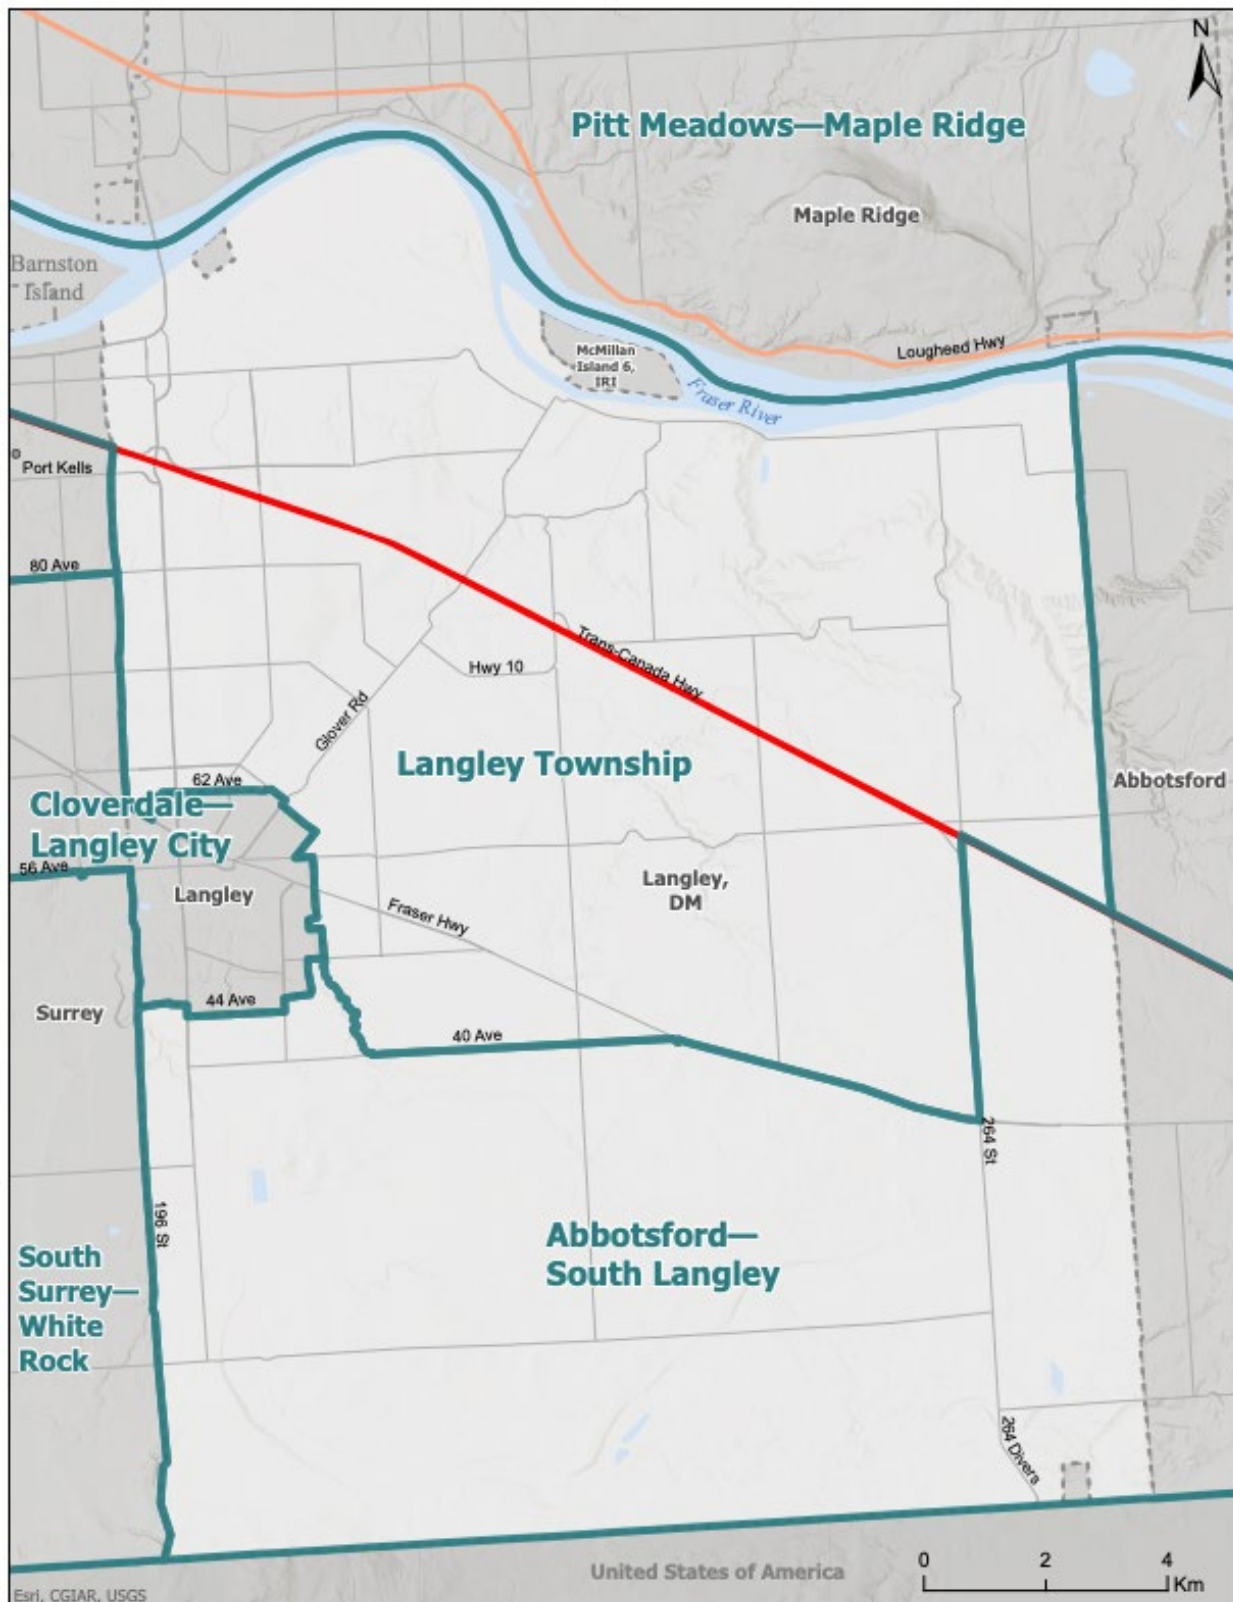 N
Pitt Meadows—Maple Ridge
Maple Ridge
Barnston
Island
McMillan
Island 6,
IRI
Lougheed Hwy
Fraser River
Port Kells
80 Ave
Trans-Canada Hwy
Hwy 10
Glover Rd
Langley Township
62 Ave
Abbotsford
Cloverdale—
Langley City
56 Ave
Langley
Langley,
DM
Fraser Hwy
44 Ave
Surrey
40 Ave
264 St
196 St
Abbotsford—
South Langley
South
Surrey—
White
Rock
264 Divers
United States of America
0 2 4
Km
Esri, CGIAR, USGS